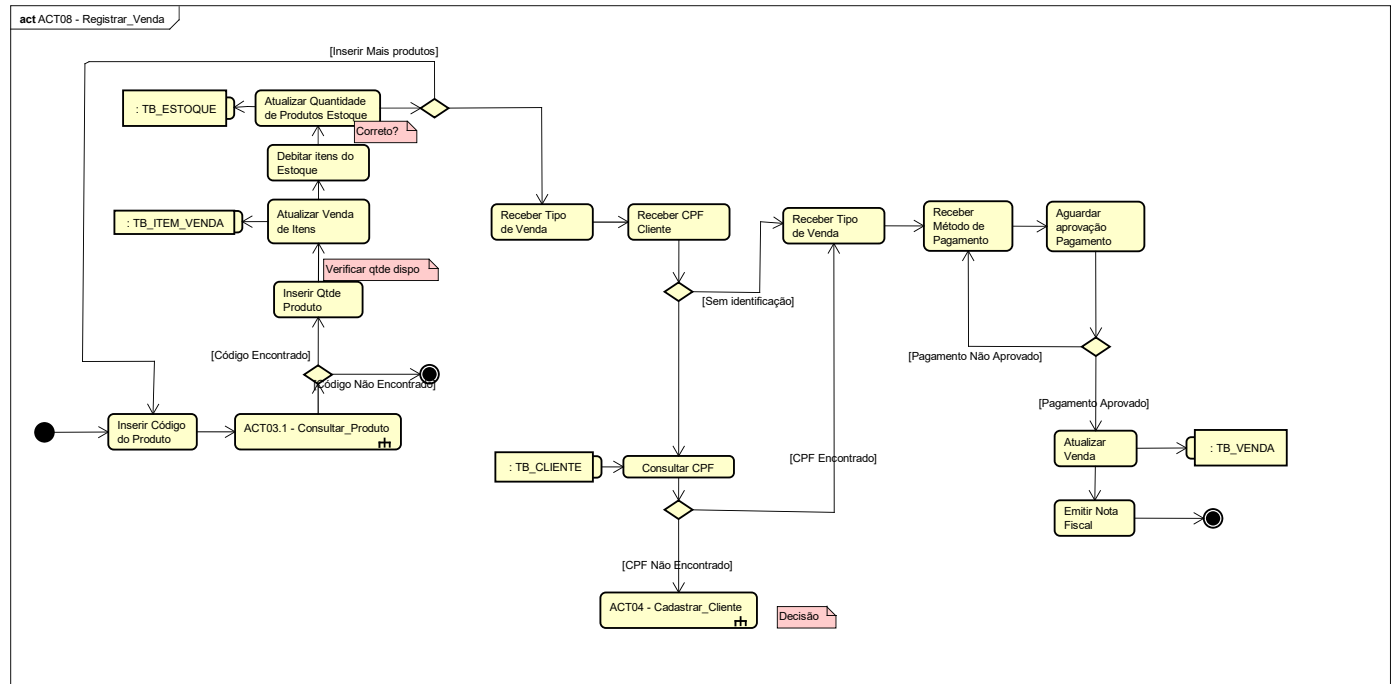 act ACT08 - Registrar_Venda
[Inserir Mais produtos]
: TB_ESTOQUE
Atualizar Quantidade
de Produtos Estoque
Correto?
Debitar itens do
Estoque
: TB_ITEM_VENDA
Atualizar Venda
de Itens
Verificar qtde dispo
Inserir Qtde
Produto
[Código Encontrado]
[Código Não Encontrado]
Inserir Código
do Produto
ACT03.1 - Consultar_Produto
Receber Tipo
de Venda
Receber CPF
Cliente
[Sem identificação]
Receber Tipo
de Venda
Receber
Método de
Pagamento
Aguardar
aprovação
Pagamento
[Pagamento Não Aprovado]
[Pagamento Aprovado]
: TB_CLIENTE
Consultar CPF
[CPF Encontrado]
[CPF Não Encontrado]
ACT04 - Cadastrar_Cliente
Decisão
Atualizar
Venda
: TB_VENDA
Emitir Nota
Fiscal